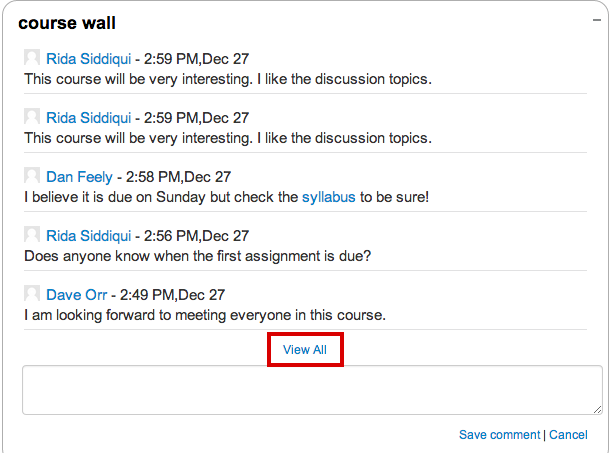 course wall
Rida Siddiqui - 2:59 PM,Dec 27
This course will be very interesting. I like the discussion topics.
Rida Siddiqui - 2:59 PM,Dec 27
This course will be very interesting. I like the discussion topics.
Dan Feely - 2:58 PM,Dec 27
I believe it is due on Sunday but check the syllabus to be sure!
Rida Siddiqui - 2:56 PM,Dec 27
Does anyone know when the first assignment is due?
Dave Orr - 2:49 PM,Dec 27
I am looking forward to meeting everyone in this course.
View All
Save comment | Cancel